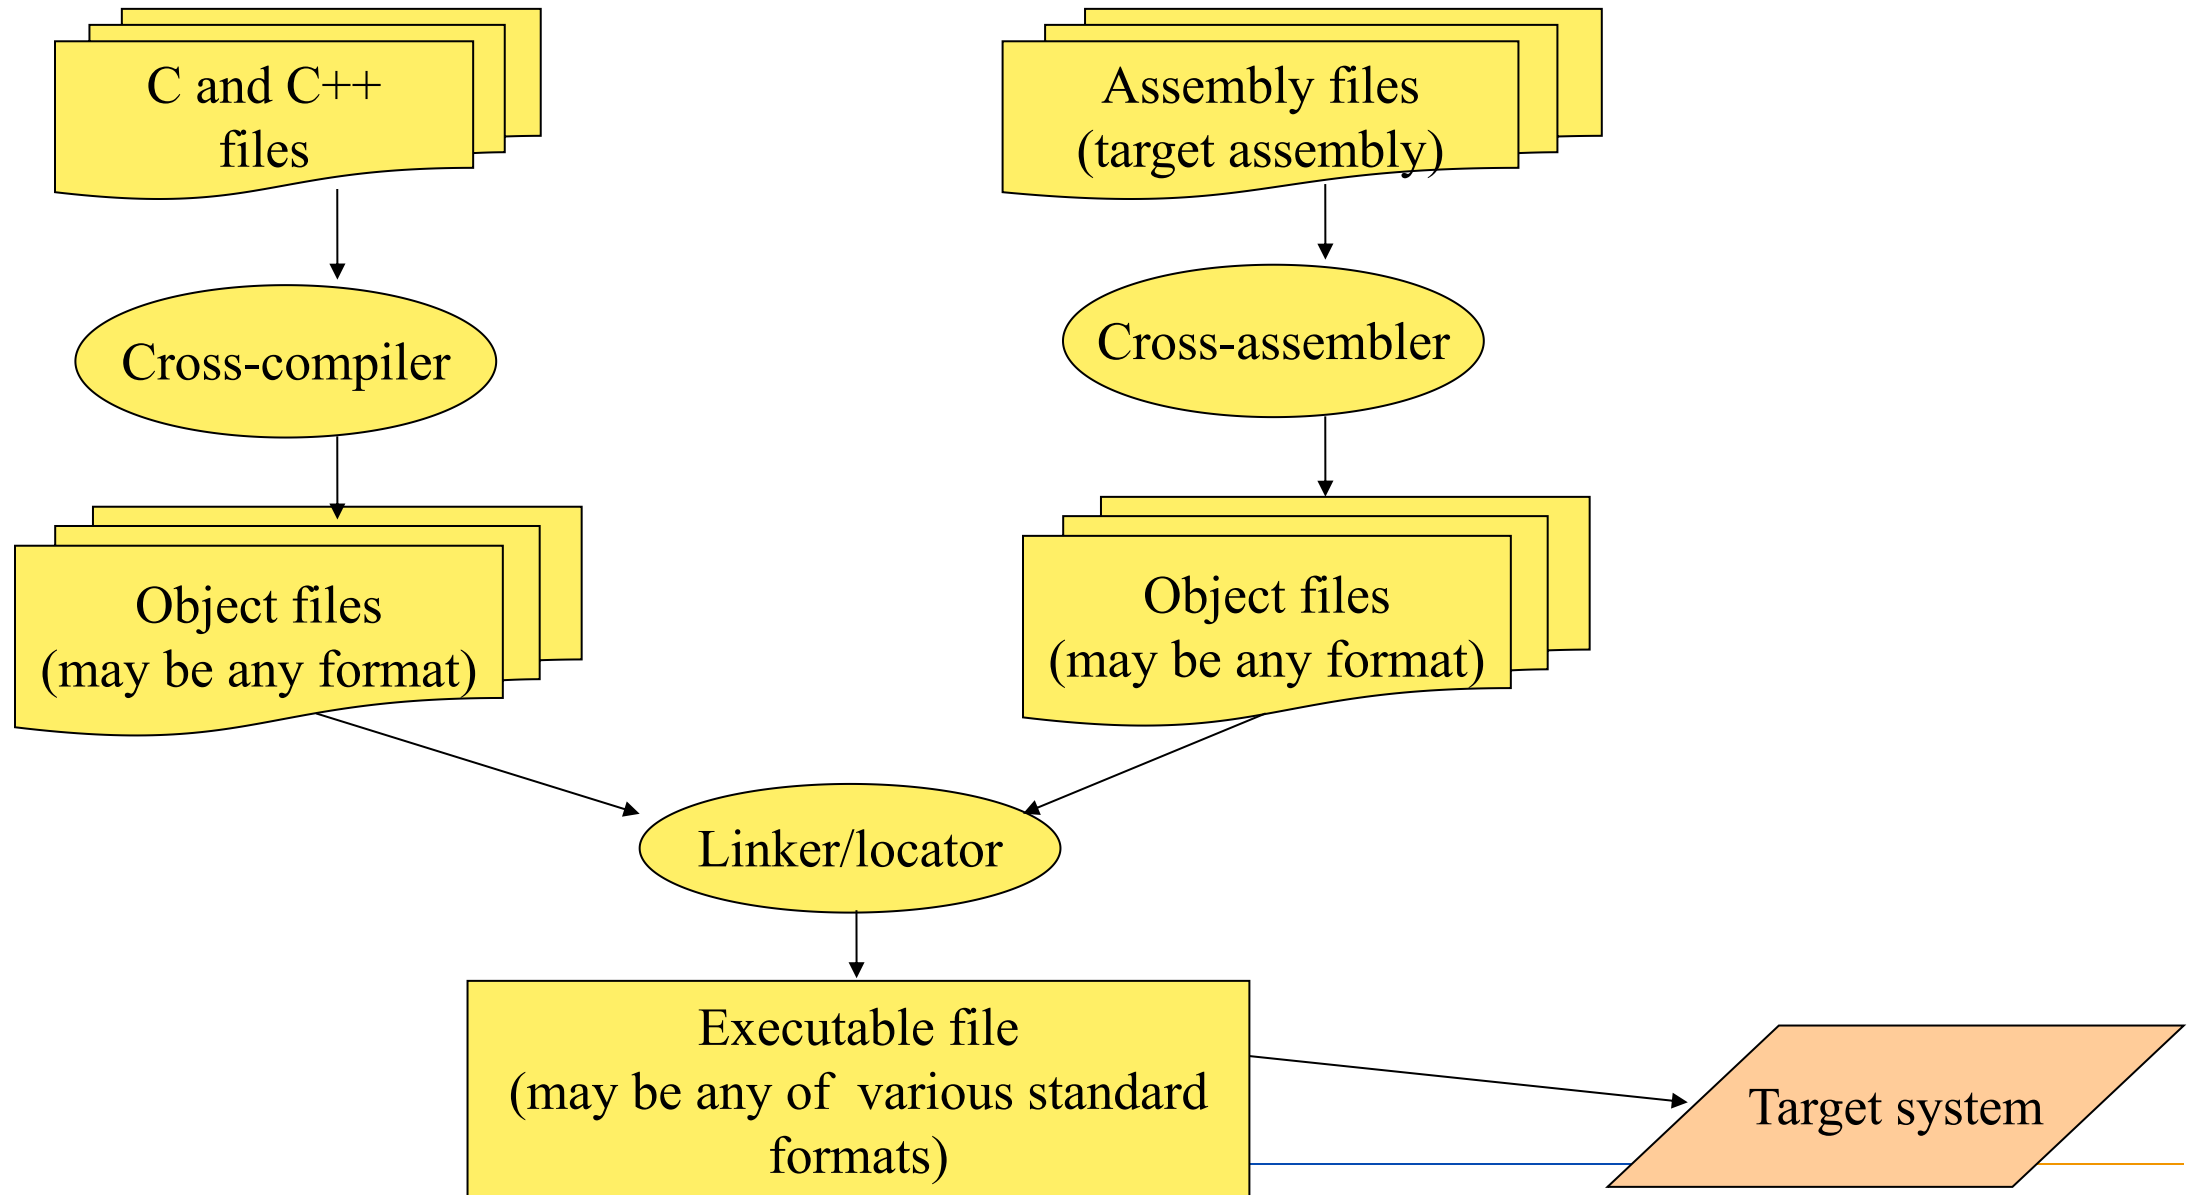 C and C++
files
Assembly files
(target assembly)
Cross-compiler
Cross-assembler
Object files
(may be any format)
Object files
(may be any format)
Linker/locator
Executable file
(may be any of  various standard
formats)
Target system